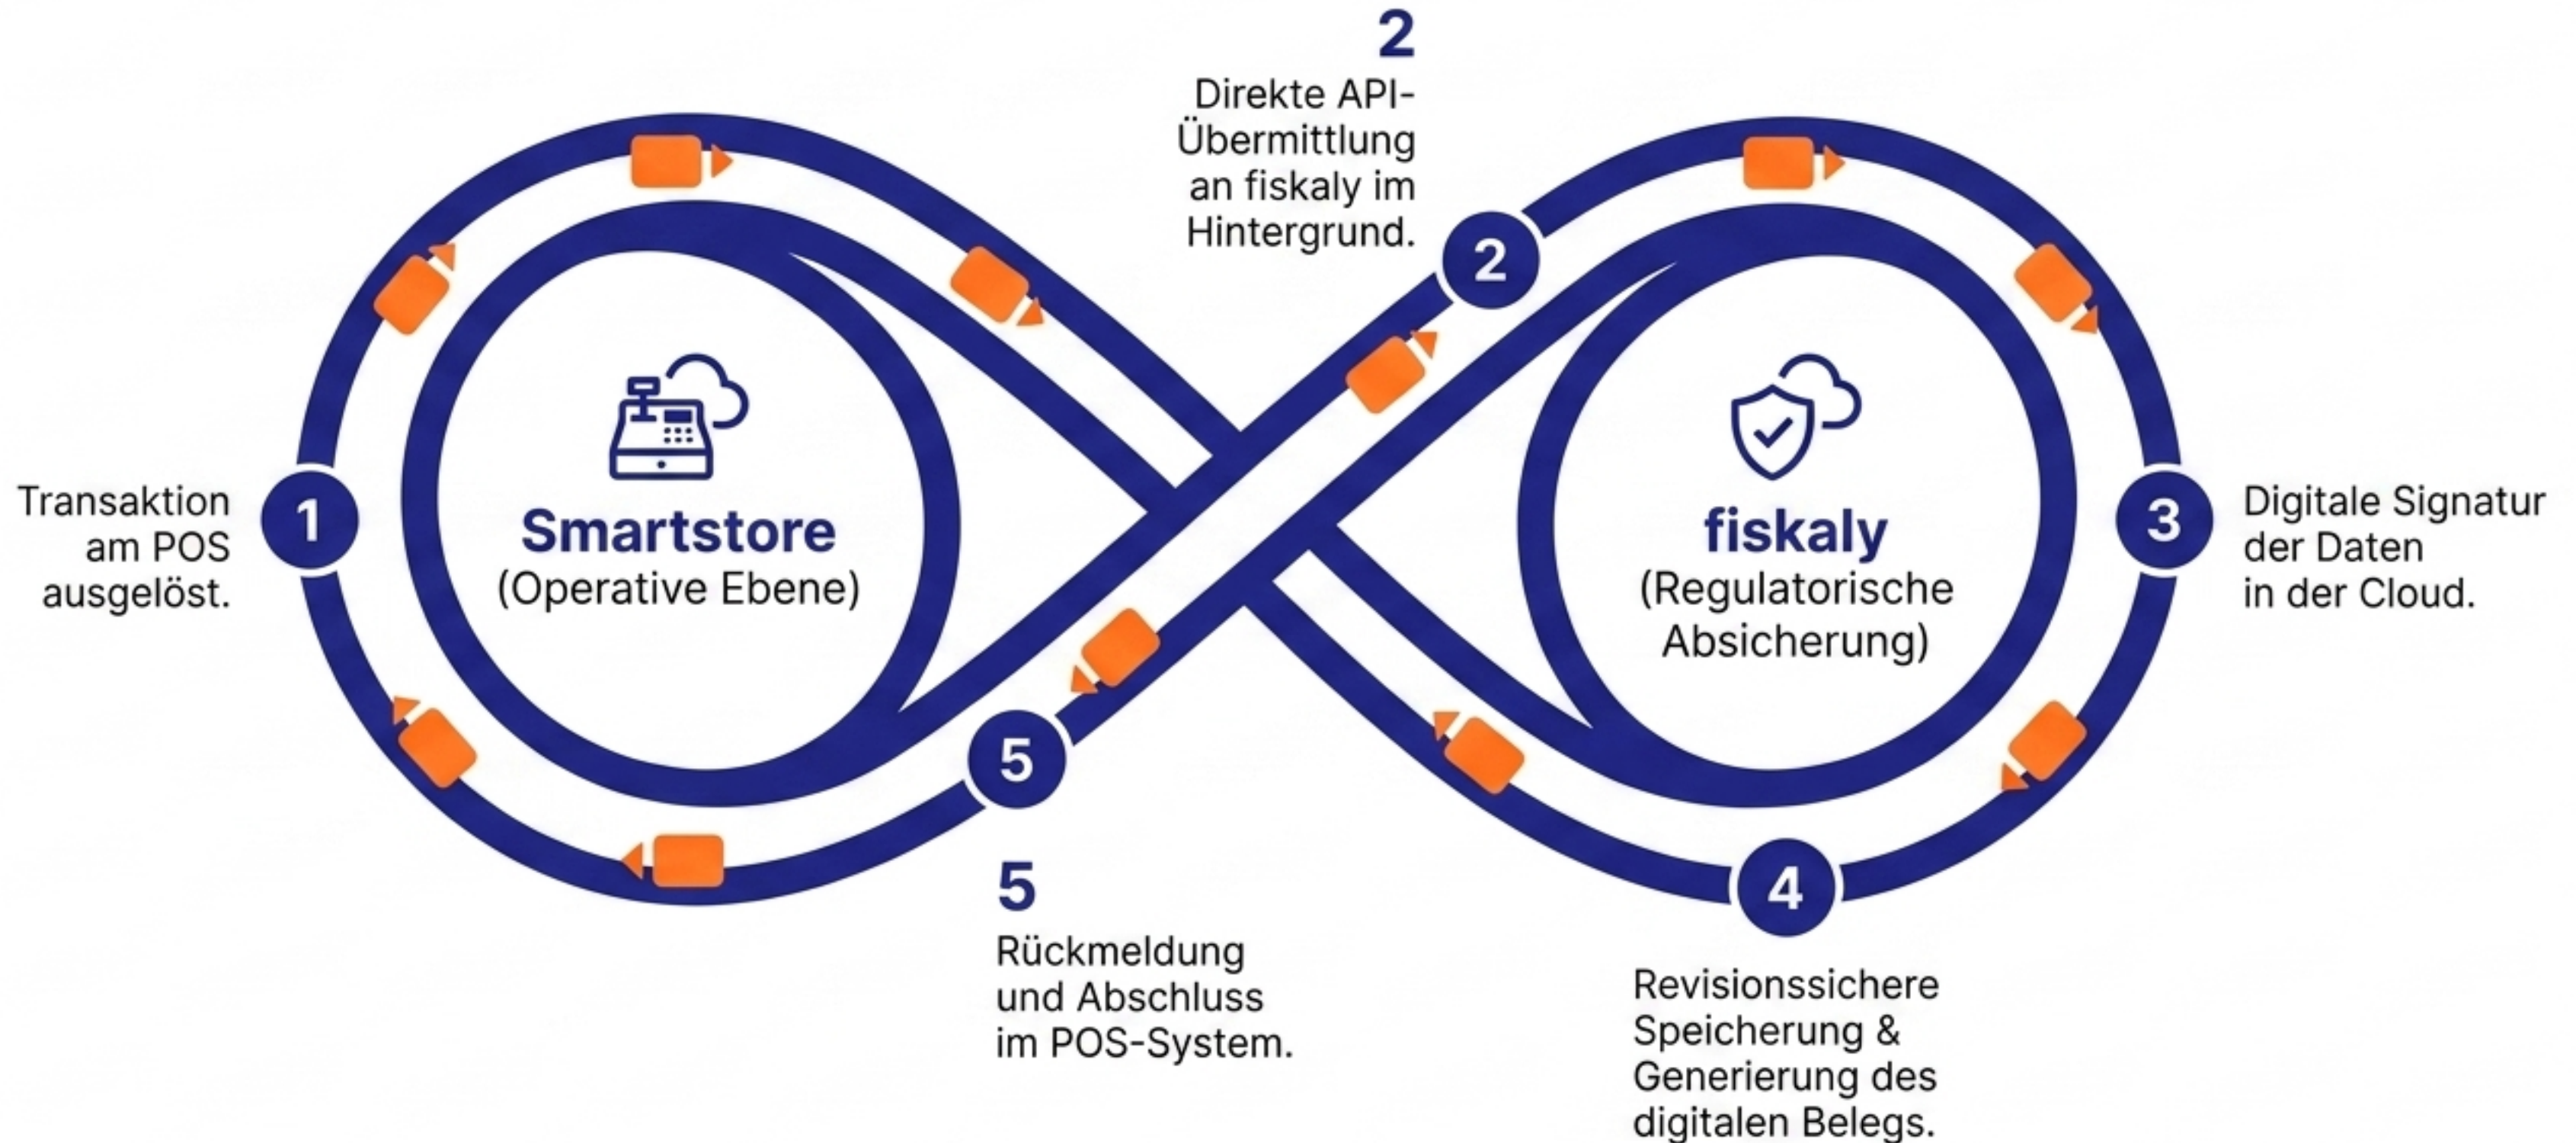 2
Direkte API-
Übermittlung
an fiskaly im
Hintergrund.
2
Transaktion
am POS
ausgelöst.
1
Smartstore
(Operative Ebene)
fiskaly
(Regulatorische
Absicherung)
3
Digitale Signatur
der Daten
in der Cloud.
5
5
Rückmeldung
und Abschluss
im POS-System.
4
Revisionssichere
Speicherung &
Generierung des
digitalen Belegs.